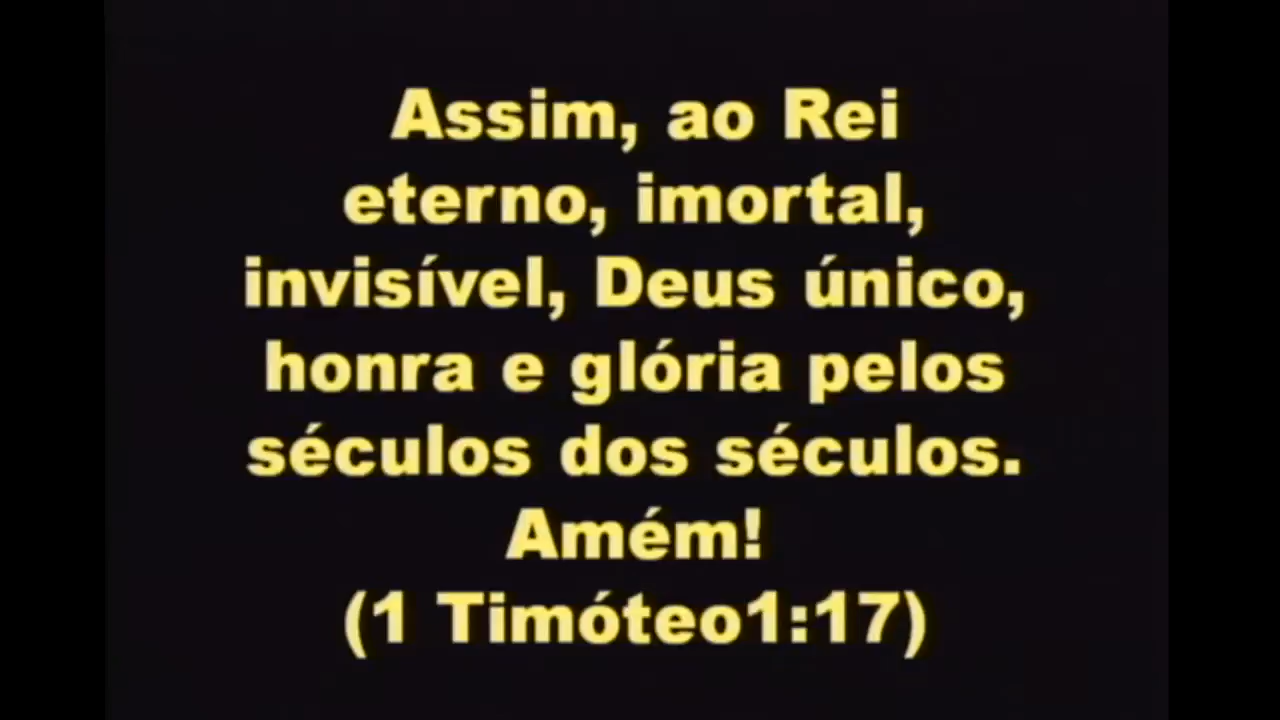 Assim, ao Rei
eterno, imortal,
invisível, Deus único,
honra e glória pelos
séculos dos séculos.
Amém!
(1 Timóteo1:17)